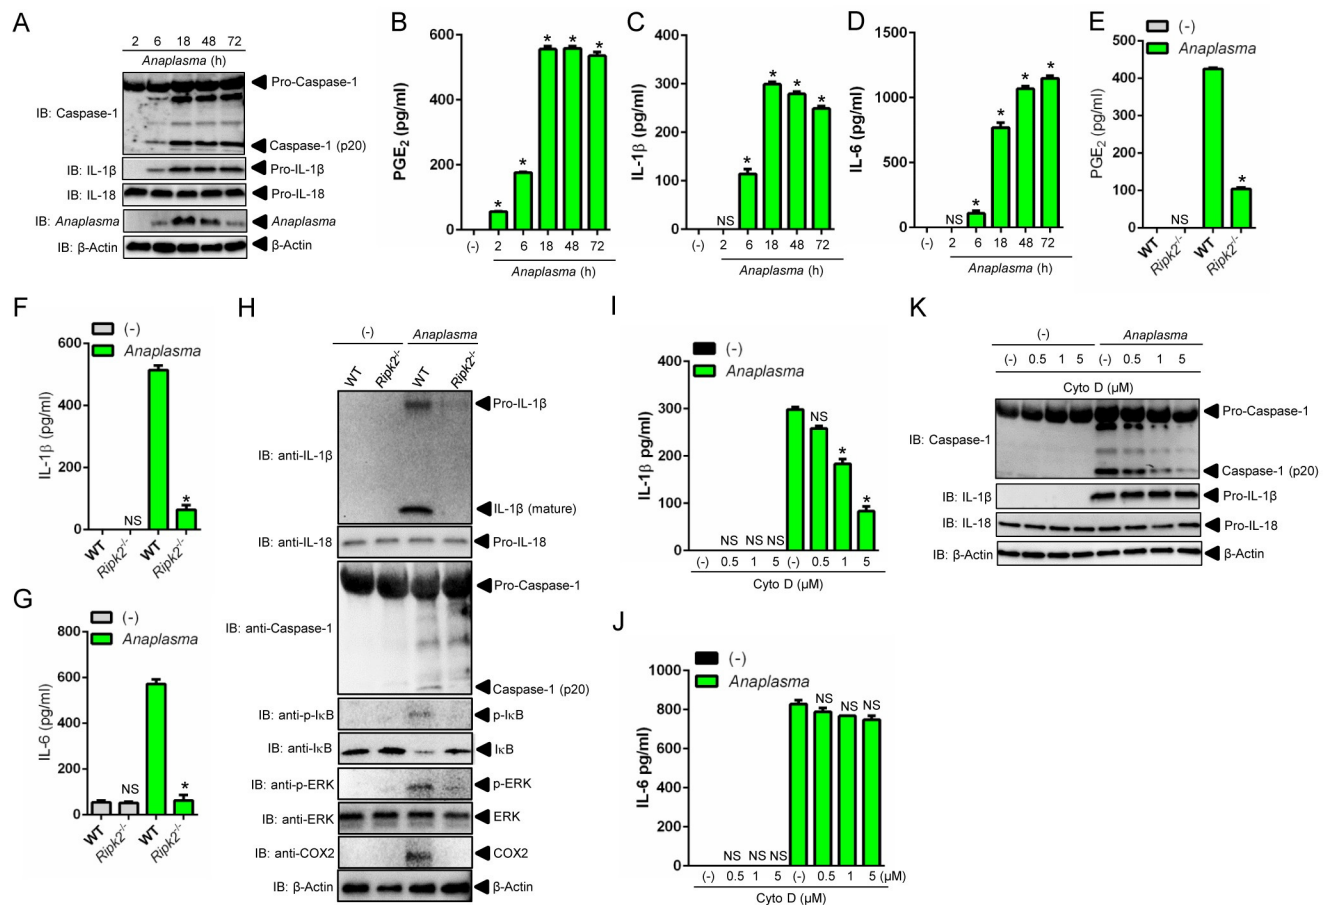 A
2 6 18 48 72
Anaplasma (h)
IB: Caspase-1
Pro-Caspase-1
Caspase-1 (p20)
IB: IL-1β
Pro-IL-1β
IB: IL-18
Pro-IL-18
IB: Anaplasma
Anaplasma
IB: β-Actin
β-Actin
B
PGE2 (pg/ml)
600
400
200
0
* * * * *
(-) 2 6 18 48 72
Anaplasma (h)
C
IL-1β (pg/ml)
400
300
200
100
0
NS * * * *
(-) 2 6 18 48 72
Anaplasma (h)
D
IL-6 (pg/ml)
1500
1000
500
0
NS * * * *
(-) 2 6 18 48 72
Anaplasma (h)
E
(-)
Anaplasma
PGE2 (pg/ml)
500
400
300
200
100
0
NS *
WT Ripk2-/- WT Ripk2-/-
F
(-)
Anaplasma
IL-1β (pg/ml)
600
400
200
0
NS *
WT Ripk2-/- WT Ripk2-/-
G
(-)
Anaplasma
IL-6 (pg/ml)
800
600
400
200
0
NS *
WT Ripk2-/- WT Ripk2-/-
H
(-) Anaplasma
WT Ripk2-/- WT Ripk2-/-
Pro-IL-1β
IB: anti-IL-1β
IL-1β (mature)
IB: anti-IL-18
Pro-IL-18
Pro-Caspase-1
IB: anti-Caspase-1
Caspase-1 (p20)
IB: anti-p-IκB
p-IκB
IB: anti-IκB
IκB
IB: anti-p-ERK
p-ERK
IB: anti-ERK
ERK
IB: anti-COX2
COX2
IB: β-Actin
β-Actin
I
(-)
Anaplasma
IL-1β pg/ml)
400
300
200
100
0
NS NS NS NS * *
(-) 0.5 1 5 (-) 0.5 1 5
Cyto D (µM)
J
(-)
Anaplasma
IL-6 pg/ml)
1000
800
600
400
200
0
NS NS NS NS NS NS
(-) 0.5 1 5 (-) 0.5 1 5 (µM)
Cyto D (µM)
K
(-) Anaplasma
(-) 0.5 1 5 (-) 0.5 1 5
Cyto D (µM)
Pro-Caspase-1
IB: Caspase-1
Caspase-1 (p20)
IB: IL-1β
Pro-IL-1β
IB: IL-18
Pro-IL-18
IB: β-Actin
β-Actin